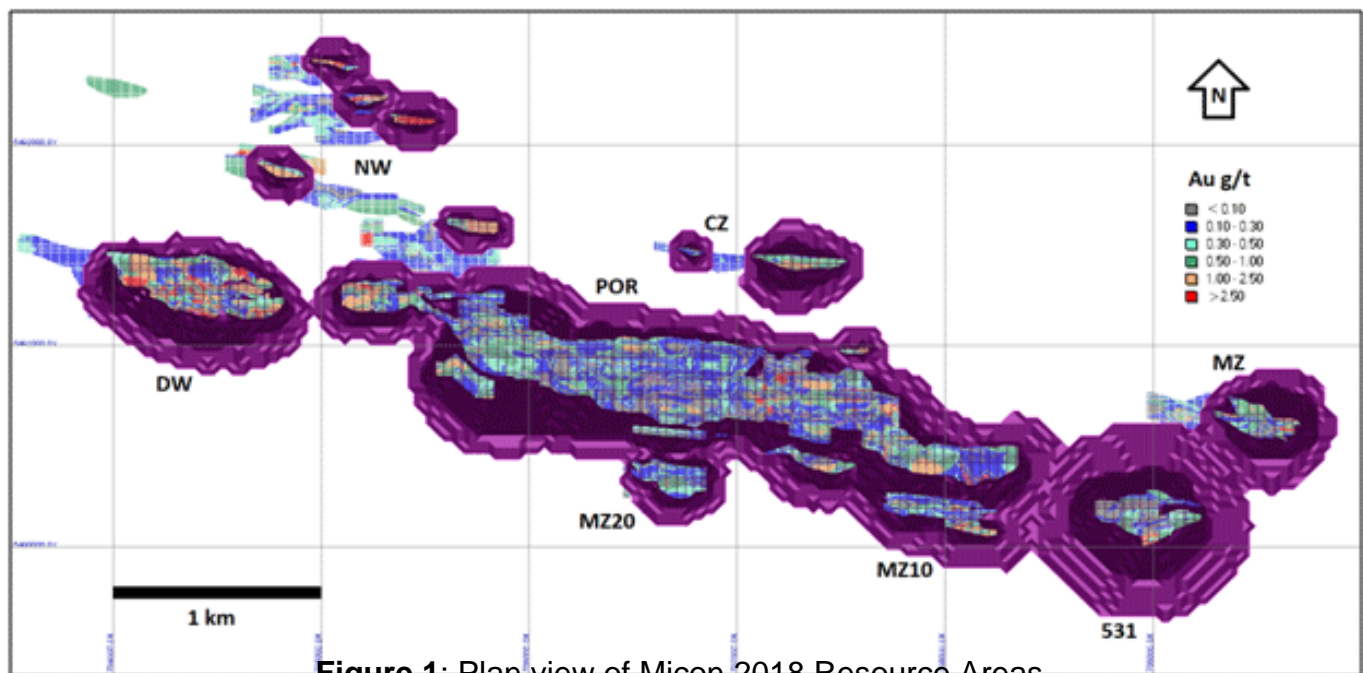 N
NW
Au g/t
< 0.10
0.10 - 0.30
0.30 - 0.50
0.50 - 1.00
1.00 - 2.50
>2.50
CZ
POR
MZ
DW
MZ20
MZ10
1 km
531
Figure 1: Plan view of Micon 2018 Resource Areas